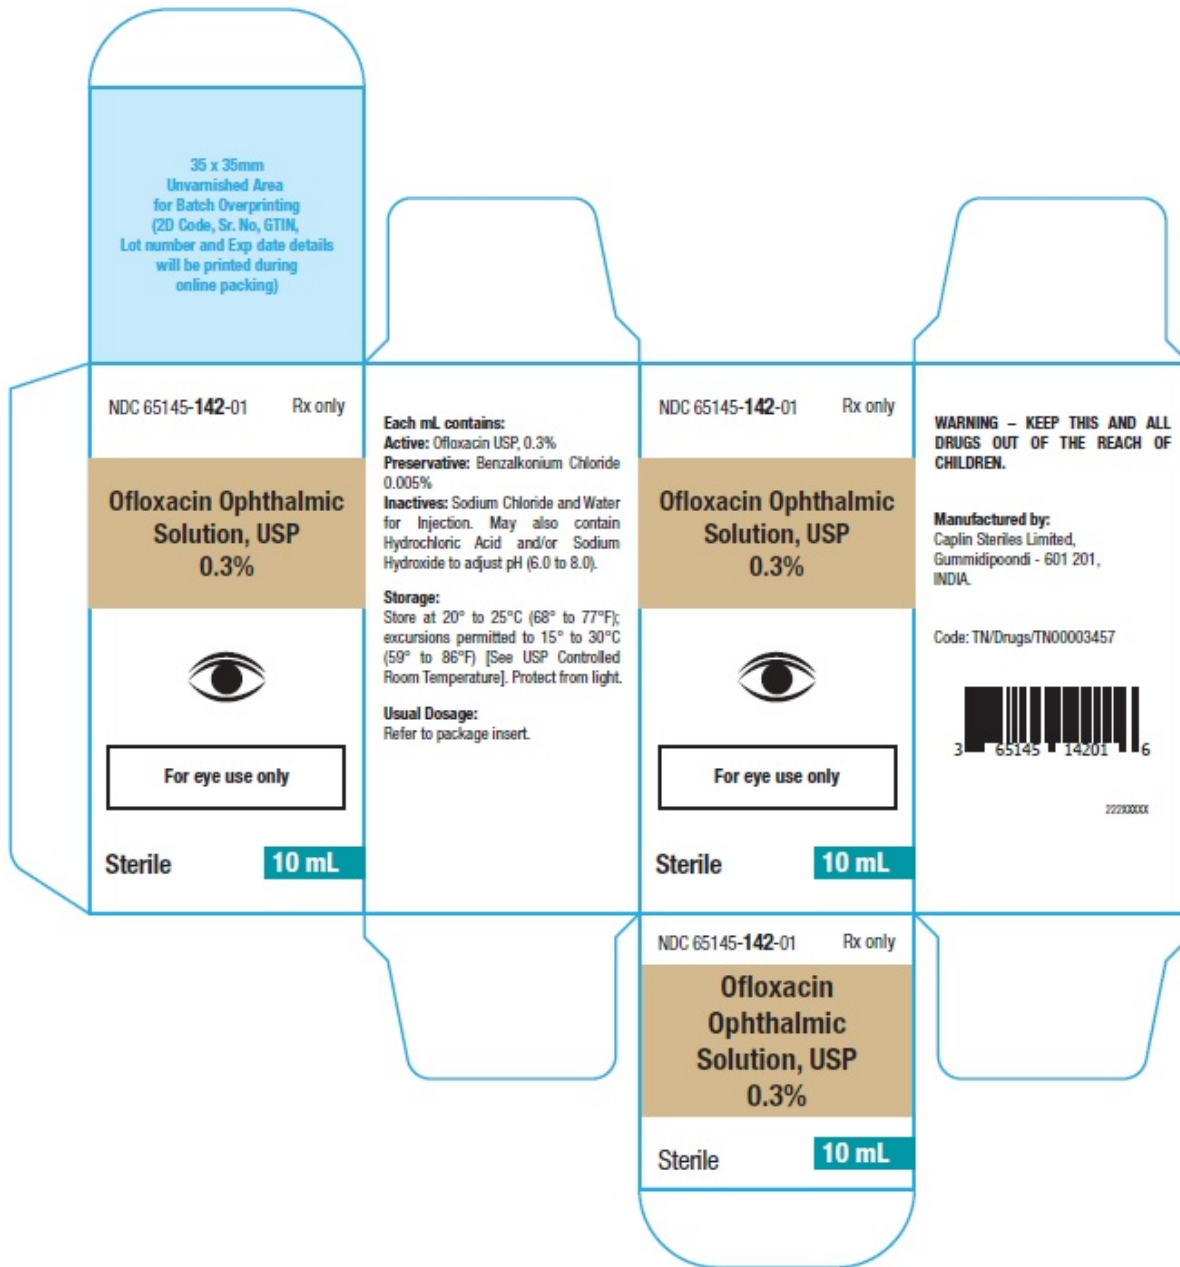 35 x 35mm
Unvarnished Area
for Batch Overprinting
(2D Code, Sr. No, GTIN,
Lot number and Exp date details
will be printed during
online packing)
NDC 65145-142-01 Rx only
Ofloxacin Ophthalmic
Solution, USP
0.3%
For eye use only
Sterile 10 mL
Each mL contains:
Active: Ofloxacin USP, 0.3%
Preservative: Benzalkonium Chloride
0.005%
Inactives: Sodium Chloride and Water
for Injection. May also contain
Hydrochloric Acid and/or Sodium
Hydroxide to adjust pH (6.0 to 8.0).
Storage:
Store at 20° to 25°C (68° to 77°F);
excursions permitted to 15° to 30°C
(59° to 86°F) [See USP Controlled
Room Temperature]. Protect from light.
Usual Dosage:
Refer to package insert.
NDC 65145-142-01 Rx only
Ofloxacin Ophthalmic
Solution, USP
0.3%
For eye use only
Sterile 10 mL
WARNING – KEEP THIS AND ALL
DRUGS OUT OF THE REACH OF
CHILDREN.
Manufactured by:
Caplin Steriles Limited,
Gummidipoondi - 601 201,
INDIA.
Code: TN/Drugs/TN00003457
3 65145 14201 6
222XXXXX
NDC 65145-142-01 Rx only
Ofloxacin
Ophthalmic
Solution, USP
0.3%
Sterile 10 mL